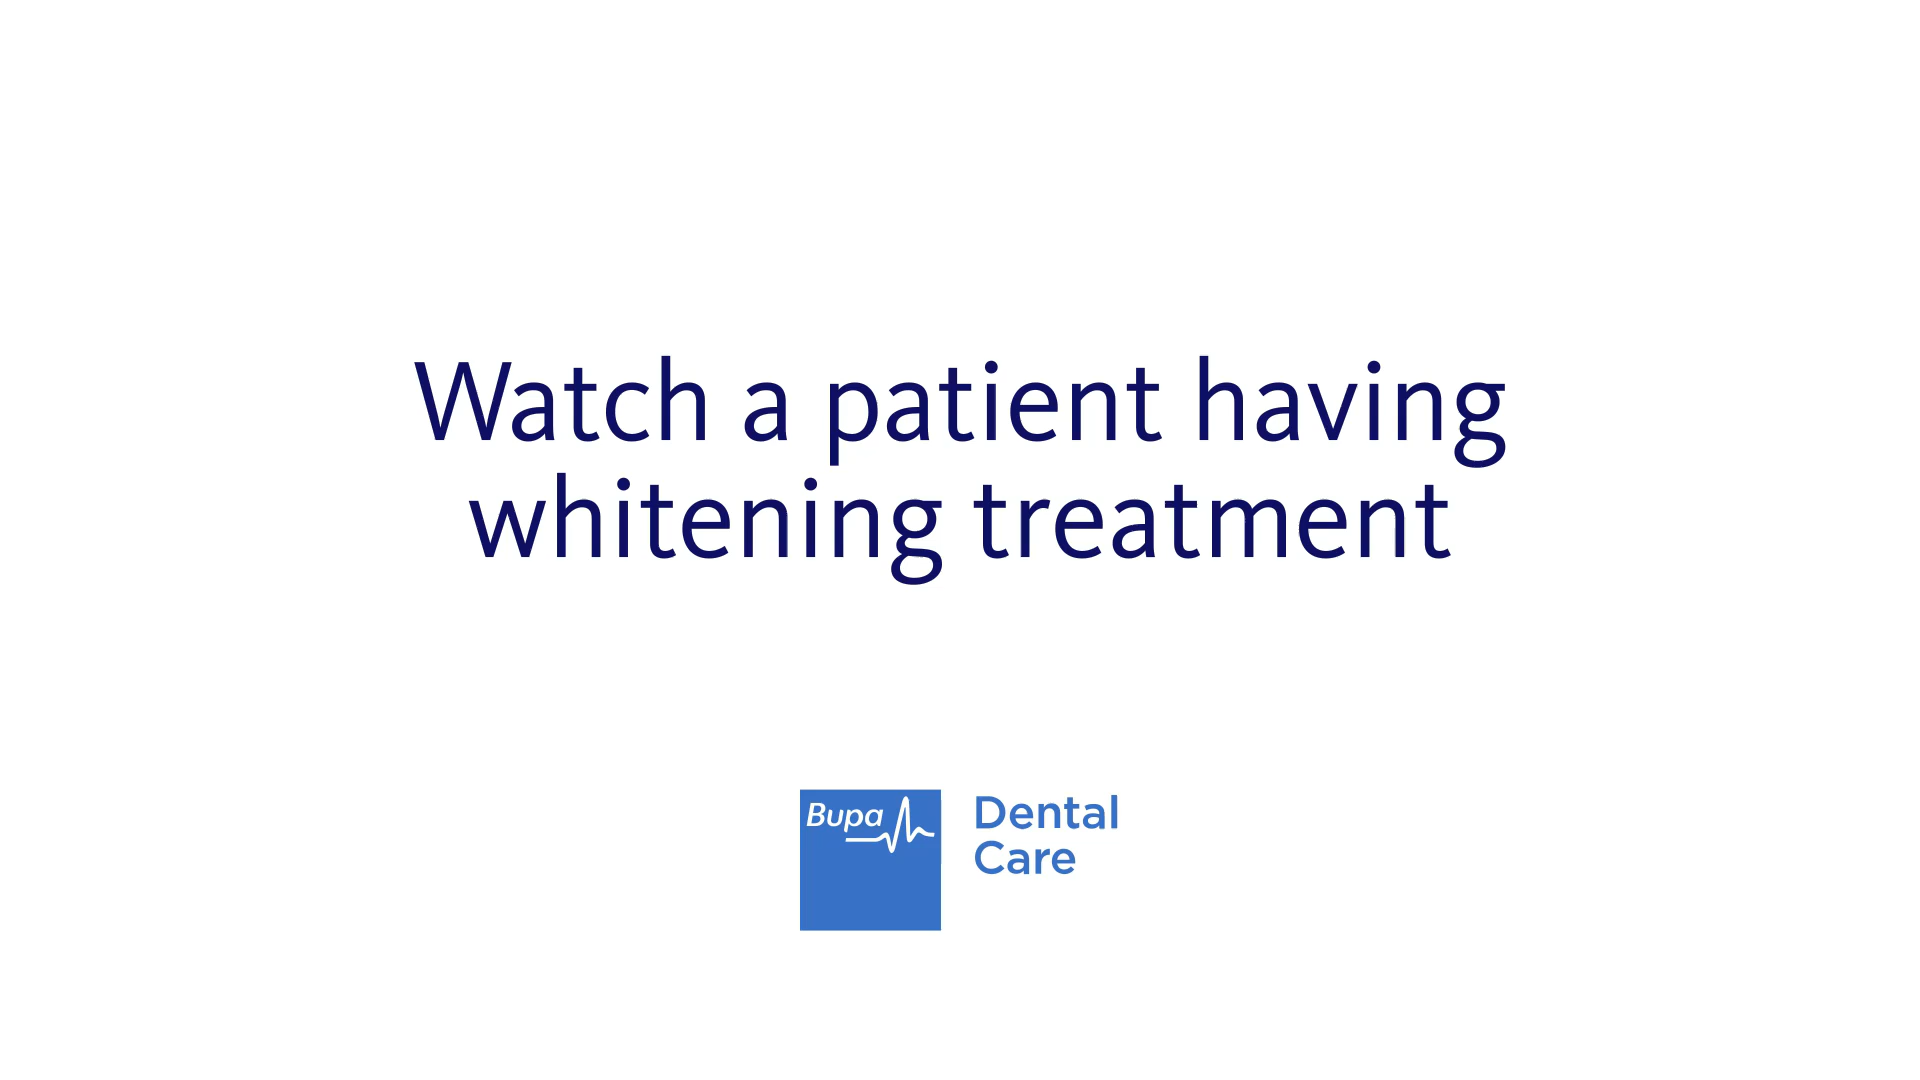 Watch a patient having
whitening treatment
Bupa
Dental
Care